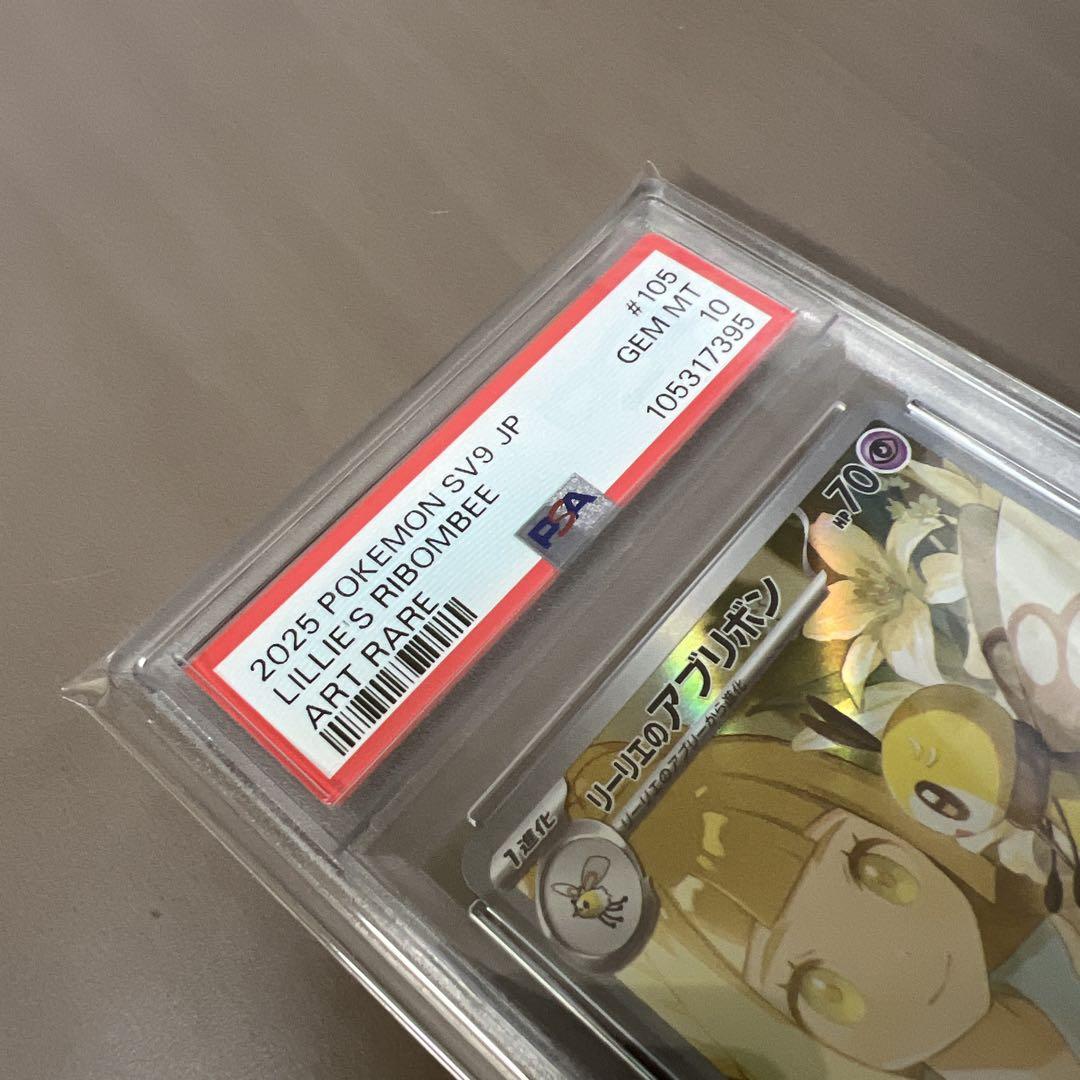 2025 POKEMON SV9 JP
#105
LILLIE'S RIBOMBEE
GEM MT
ART RARE
10
105317395
PSA
1進化
リーリエのアブリボン
HP70
リーリエのアブリーから進化